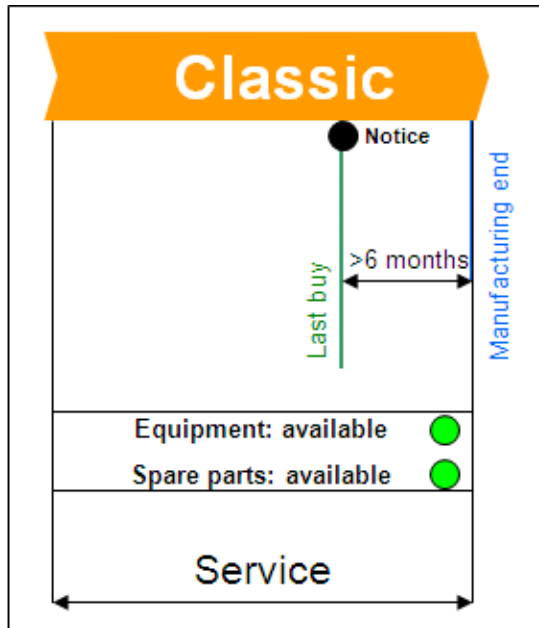 Classic
Notice
>6 months
Last buy
Manufacturing end
Equipment: available
Spare parts: available
Service